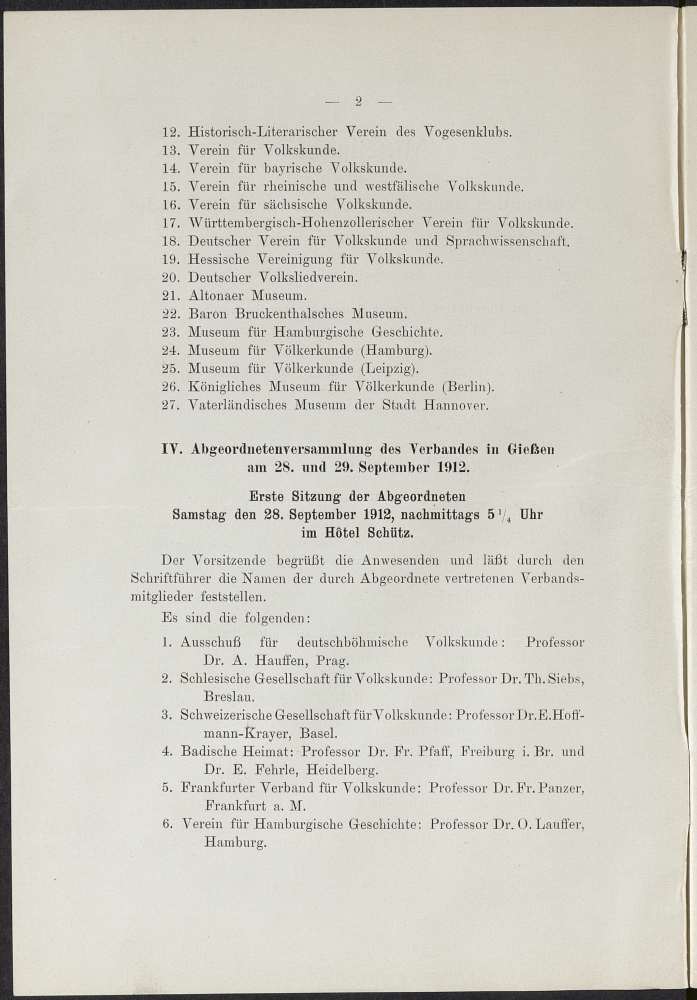 — 2 —
12. Historisch-Literarischer Verein des Vogesenklubs.
13. Verein für Volkskunde.
14. Verein für bayrische Volkskunde.
15. Verein für rheinische und westfälische Volkskunde.
16. Verein für sächsische Volkskunde.
17. Württembergisch-Hohenzollerischer Verein für Volkskunde.
18. Deutscher Verein für Volkskunde und Sprachwissenschaft.
19. Hessische Vereinigung für Volkskunde.
20. Deutscher Volksliedverein.
21. Altonaer Museum.
22. Baron Bruckenthalsches Museum.
23. Museum für Hamburgische Geschichte.
24. Museum für Völkerkunde (Hamburg).
25. Museum für Völkerkunde (Leipzig).
26. Königliches Museum für Völkerkunde (Berlin).
27. Vaterländisches Museum der Stadt Hannover.
IV. Abgeordnetenversammlung des Verbandes in Gießen
am 28. und 29. September 1912.
Erste Sitzung der Abgeordneten
Samstag den 28. September 1912, nachmittags 5 1/4 Uhr
im Hôtel Schütz.
Der Vorsitzende begrüßt die Anwesenden und läßt durch den
Schriftführer die Namen der durch Abgeordnete vertretenen Verbands-
mitglieder feststellen.
Es sind die folgenden:
1. Ausschuß für deutschböhmische Volkskunde: Professor
Dr. A. Hauffen, Prag.
2. Schlesische Gesellschaft für Volkskunde: Professor Dr. Th. Siebs,
Breslau.
3. Schweizerische Gesellschaft für Volkskunde: Professor Dr. E. Hoff-
mann-Krayer, Basel.
4. Badische Heimat: Professor Dr. Fr. Pfaff, Freiburg i. Br. und
Dr. E. Fehrle, Heidelberg.
5. Frankfurter Verband für Volkskunde: Professor Dr. Fr. Panzer,
Frankfurt a. M.
6. Verein für Hamburgische Geschichte: Professor Dr. O. Lauffer,
Hamburg.